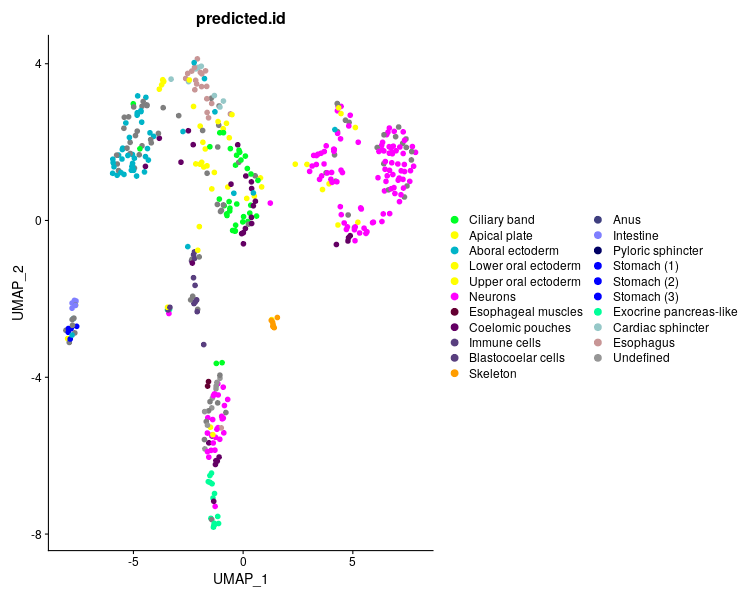 predicted.id
4
0
-4
-8
UMAP_2
-5
0
5
UMAP_1
Ciliary band
Apical plate
Aboral ectoderm
Lower oral ectoderm
Upper oral ectoderm
Neurons
Esophageal muscles
Coelomic pouches
Immune cells
Blastocoelar cells
Skeleton
Anus
Intestine
Pyloric sphincter
Stomach (1)
Stomach (2)
Stomach (3)
Exocrine pancreas-like
Cardiac sphincter
Esophagus
Undefined